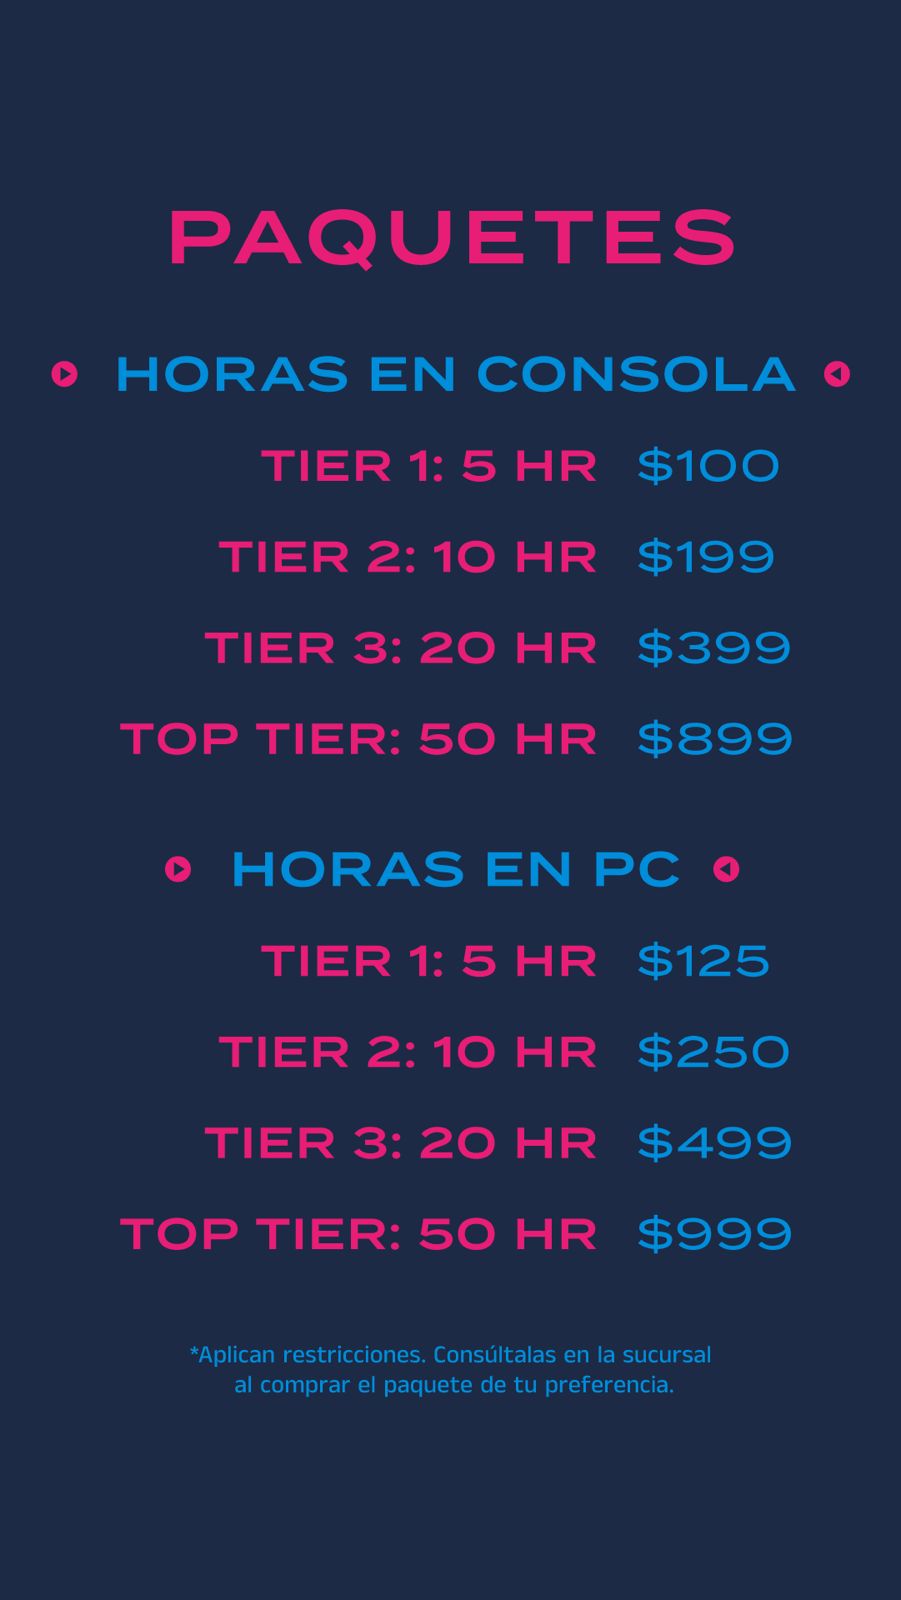 PAQUETES
HORAS EN CONSOLA
TIER 1: 5 HR $100
TIER 2: 10 HR $199
TIER 3: 20 HR $399
TOP TIER: 50 HR $899
HORAS EN PC
TIER 1: 5 HR $125
TIER 2: 10 HR $250
TIER 3: 20 HR $499
TOP TIER: 50 HR $999
*Aplican restricciones. Consúltalas en la sucursal
al comprar el paquete de tu preferencia.